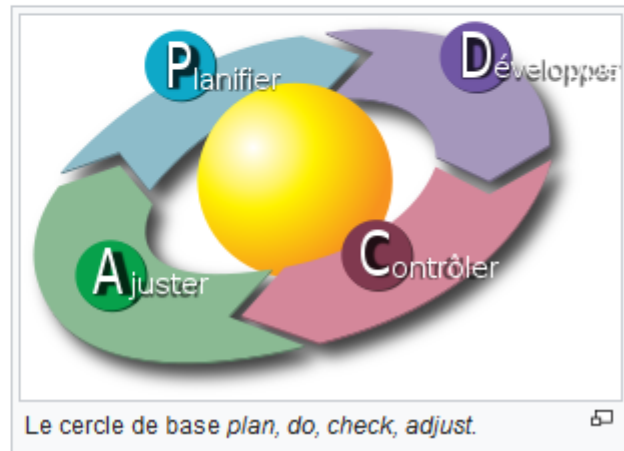 Planifier
Développer
Contrôler
Ajuster
Le cercle de base plan, do, check, adjust.